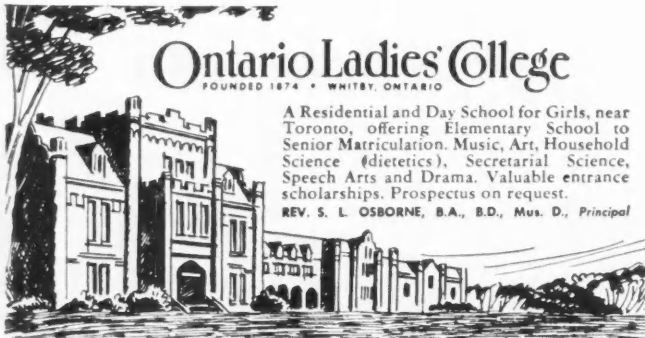 Ontario Ladies' College
FOUNDED 1874 • WHITBY, ONTARIO
A Residential and Day School for Girls, near
Toronto, offering Elementary School to
Senior Matriculation. Music, Art, Household
Science (dietetics), Secretarial Science,
Speech Arts and Drama. Valuable entrance
scholarships. Prospectus on request.
REV. S. L. OSBORNE, B.A., B.D., Mus. D., Principal